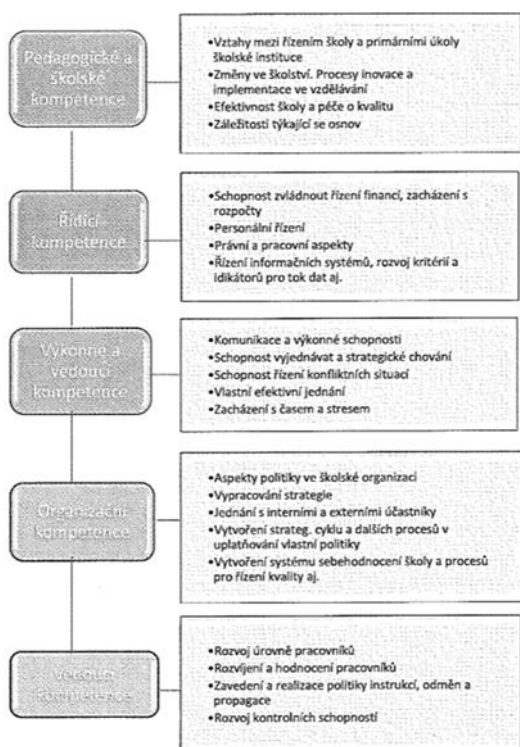 Pedagogické a
školské
kompetence
•Vztahy mezi řízením školy a primárními úkoly
školské instituce
•Změny ve školství. Procesy inovace a
implementace ve vzdělávání
•Efektivnost školy a péče o kvalitu
•Záležitosti týkající se osnov
Řídící
kompetence
•Schopnost zvládnout řízení financí, zacházení s
rozpočty
•Personální řízení
•Právní a pracovní aspekty
•Řízení informačních systémů, rozvoj kritérií a
idikátorů pro tok dat aj.
Výkonné a
vedoucí
kompetence
•Komunikace a výkonné schopnosti
•Schopnost vyjednávat a strategické chování
•Schopnost řízení konfliktních situací
•Vlastní efektivní jednání
•Zacházení s časem a stresem
Organizační
kompetence
•Aspekty politiky ve školské organizaci
•Vypracování strategie
•Jednání s interními a externími účastníky
•Vytvoření strateg. cyklu a dalších procesů v
uplatňování vlastní politiky
•Vytvoření systému sebehodnocení školy a procesů
pro řízení kvality aj.
kompetence
•Rozvoj úrovně pracovníků
•Rozvíjení a hodnocení pracovníků
•Zavedení a realizace politiky instrukcí, odměn a
propagace
•Rozvoj kontrolních schopností